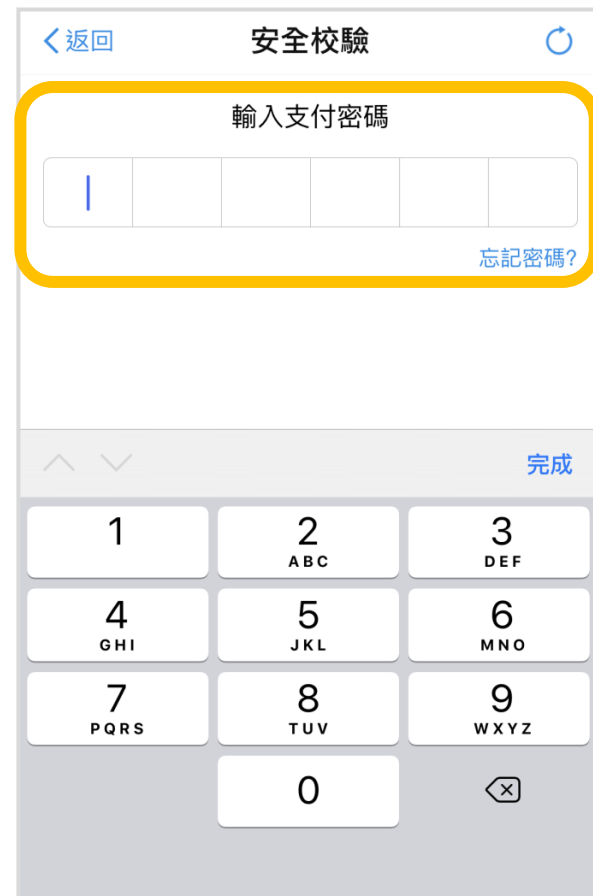 返回 安全校驗
輸入支付密碼
忘記密碼?
完成
1 2 3
ABC DEF
4 5 6
GHI JKL MNO
7 8 9
PQRS TUV WXYZ
0